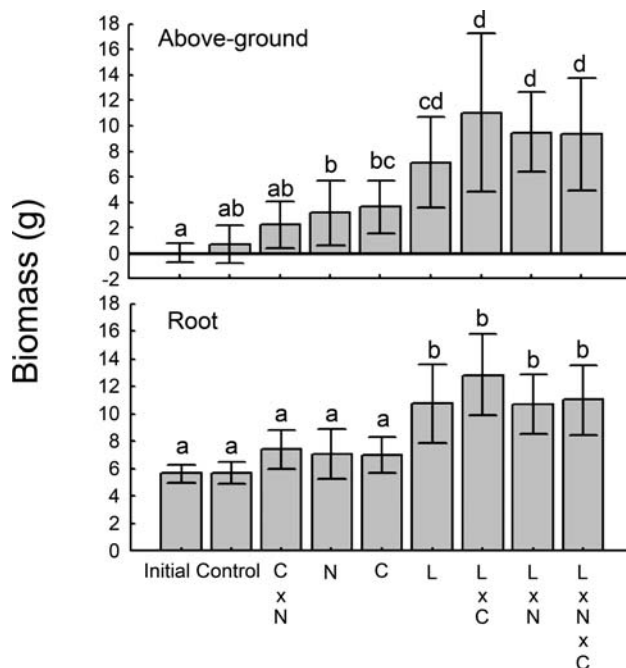 18
Above-ground
16
14
12
10
8
6
4
2
0
-2
a
ab
ab
b
bc
cd
d
d
d
Biomass (g)
18
Root
16
14
12
10
8
6
4
2
0
a
a
a
a
a
b
b
b
b
Initial Control
C
x
N
N
C
L
L
x
C
L
x
N
L
x
N
x
C